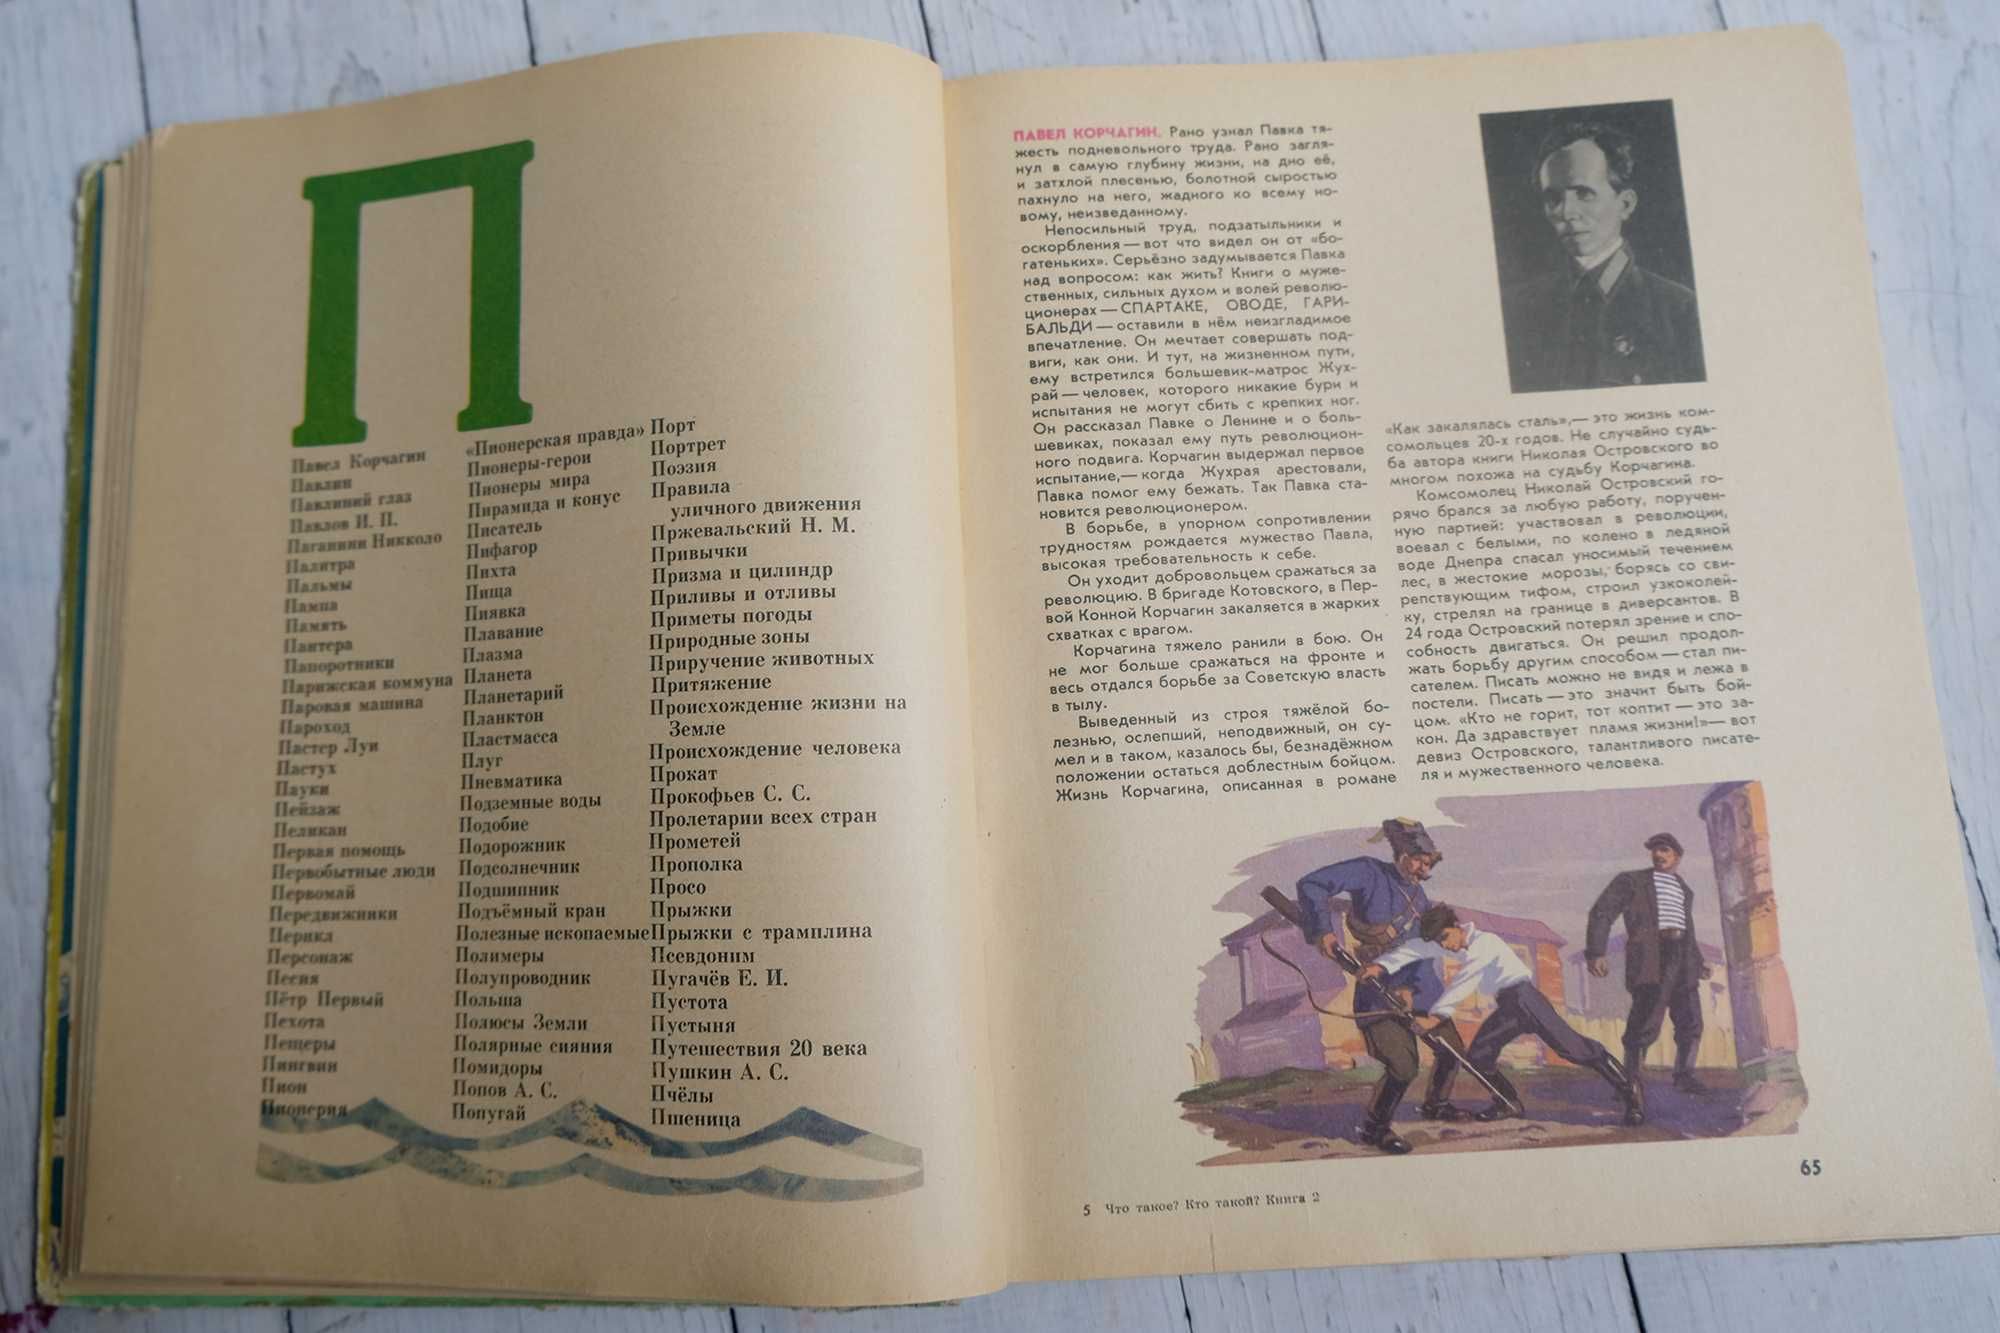 П
Павел Корчагин
Павлин
Павлиний глаз
Павлов И. П.
Паганини Никколо
Палитра
Пальмы
Пампа
Память
Пантера
Папоротники
Парижская коммуна
Паровая машина
Пароход
Пастер Луи
Пастух
Пауки
Пейзаж
Пеликан
Первая помощь
Первобытные люди
Первомай
Передвижники
Перикл
Персонаж
Песня
Пётр Первый
Пехота
Пещеры
Пингвин
Пион
Пионерия
«Пионерская правда»
Пионеры-герои
Пионеры мира
Пирамида и конус
Писатель
Пифагор
Пихта
Пища
Пиявка
Плавание
Плазма
Планета
Планетарий
Планктон
Пластмасса
Плуг
Пневматика
Подземные воды
Подобие
Подорожник
Подсолнечник
Подшипник
Подъёмный кран
Полезные ископаемые
Полимеры
Полупроводник
Польша
Полюсы Земли
Полярные сияния
Помидоры
Попов А. С.
Попугай
Порт
Портрет
Поэзия
Правила
уличного движения
Пржевальский Н. М.
Привычки
Призма и цилиндр
Приливы и отливы
Приметы погоды
Природные зоны
Приручение животных
Притяжение
Происхождение жизни на
Земле
Происхождение человека
Прокат
Прокофьев С. С.
Пролетарии всех стран
Прометей
Прополка
Просо
Прыжки
Прыжки с трамплина
Псевдоним
Пугачёв Е. И.
Пустота
Пустыня
Путешествия 20 века
Пушкин А. С.
Пчёлы
Пшеница
ПАВЕЛ КОРЧАГИН. Рано узнал Павка тя-
жесть подневольного труда. Рано загля-
нул в самую глубину жизни, на дно её,
и затхлой плесенью, болотной сыростью
пахнуло на него, жадного ко всему но-
вому, неизведанному.
Непосильный труд, подзатыльники и
оскорбления — вот что видел он от «бо-
гатеньких». Серьёзно задумывается Павка
над вопросом: как жить? Книги о муже-
ственных, сильных духом и волей револю-
ционерах — СПАРТАКЕ, ОВОДЕ, ГАРИ-
БАЛЬДИ — оставили в нём неизгладимое
впечатление. Он мечтает совершать под-
виги, как они. И тут, на жизненном пути,
ему встретился большевик-матрос Жух-
рай — человек, которого никакие бури и
испытания не могут сбить с крепких ног.
Он рассказал Павке о Ленине и о боль-
шевиках, показал ему путь революцион-
ного подвига. Корчагин выдержал первое
испытание, — когда Жухрая арестовали,
Павка помог ему бежать. Так Павка ста-
новится революционером.
В борьбе, в упорном сопротивлении
трудностям рождается мужество Павла,
высокая требовательность к себе.
Он уходит добровольцем сражаться за
революцию. В бригаде Котовского, в Пер-
вой Конной Корчагин закаляется в жарких
схватках с врагом.
Корчагина тяжело ранили в бою. Он
не мог больше сражаться на фронте и
весь отдался борьбе за Советскую власть
в тылу.
Выведенный из строя тяжёлой бо-
лезнью, ослепший, неподвижный, он су-
мел и в таком, казалось бы, безнадёжном
положении остаться доблестным бойцом.
Жизнь Корчагина, описанная в романе
«Как закалялась сталь», — это жизнь ком-
сомольцев 20-х годов. Не случайно судь-
ба автора книги Николая Островского во
многом похожа на судьбу Корчагина.
Комсомолец Николай Островский го-
рячо брался за любую работу, поручен-
ную партией: участвовал в революции,
воевал с белыми, по колено в ледяной
воде Днепра спасал уносимый течением
лес, в жестокие морозы, борясь со сви-
репствующим тифом, строил узкоколей-
ку, стрелял на границе в диверсантов. В
24 года Островский потерял зрение и спо-
собность двигаться. Он решил продол-
жать борьбу другим способом — стал пи-
сателем. Писать можно не видя и лежа в
постели. Писать — это значит быть бой-
цом. «Кто не горит, тот коптит — это за-
кон. Да здравствует пламя жизни!» — вот
девиз Островского, талантливого писате-
ля и мужественного человека.
65
5 Что такое? Кто такой? Книга 2